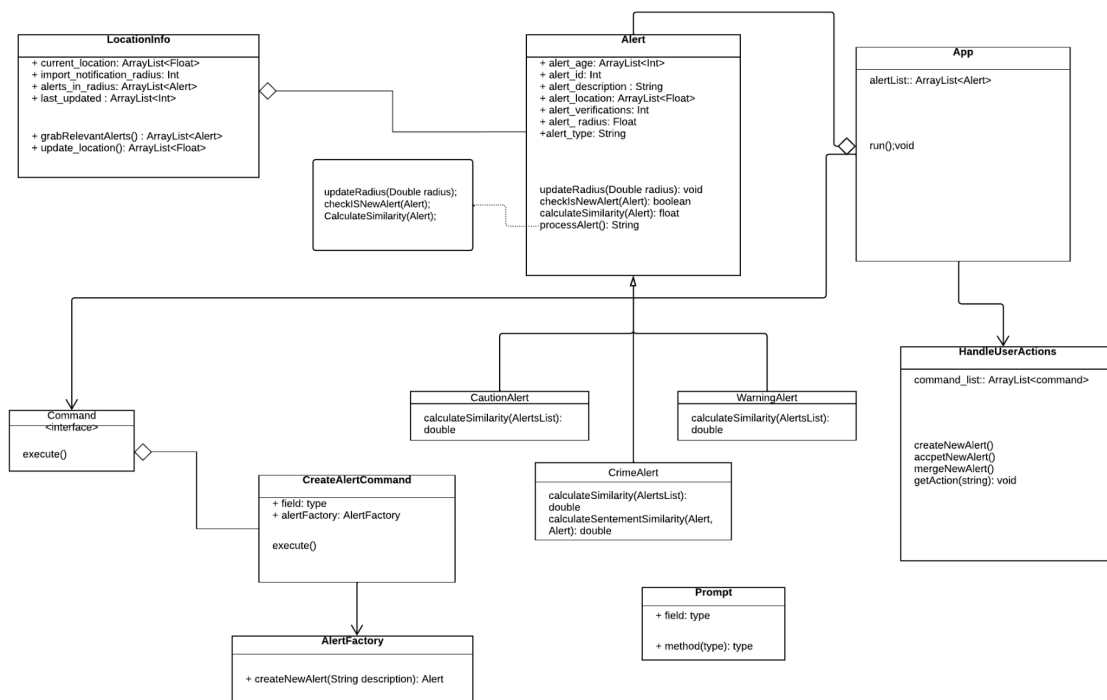 LocationInfo
+ current_location: ArrayList<Float>
+ import_notification_radius: Int
+ alerts_in_radius: ArrayList<Alert>
+ last_updated : ArrayList<Int>
+ grabRelevantAlerts() : ArrayList<Alert>
+ update_location(): ArrayList<Float>
Alert
+ alert_age: ArrayList<Int>
+ alert_id: Int
+ alert_description : String
+ alert_location: ArrayList<Float>
+ alert_verifications: Int
+ alert_ radius: Float
+alert_type: String
updateRadius(Double radius): void
checkISNewAlert(Alert): boolean
calculateSimilarity(Alert): float
processAlert(): String
App
alertList:: ArrayList<Alert>
run();void
updateRadius(Double radius);
checkISNewAlert(Alert);
CalculateSimilarity(Alert);
HandleUserActions
command_list:: ArrayList<command>
createNewAlert()
accpetNewAlert()
mergeNewAlert()
getAction(string): void
CautionAlert
calculateSimilarity(AlertsList):
double
WarningAlert
calculateSimilarity(AlertsList):
double
Command
<interface>
execute()
CrimeAlert
calculateSimilarity(AlertsList):
double
calculateSentementSimilarity(Alert,
Alert): double
CreateAlertCommand
+ field: type
+ alertFactory: AlertFactory
execute()
Prompt
+ field: type
+ method(type): type
AlertFactory
+ createNewAlert(String description): Alert